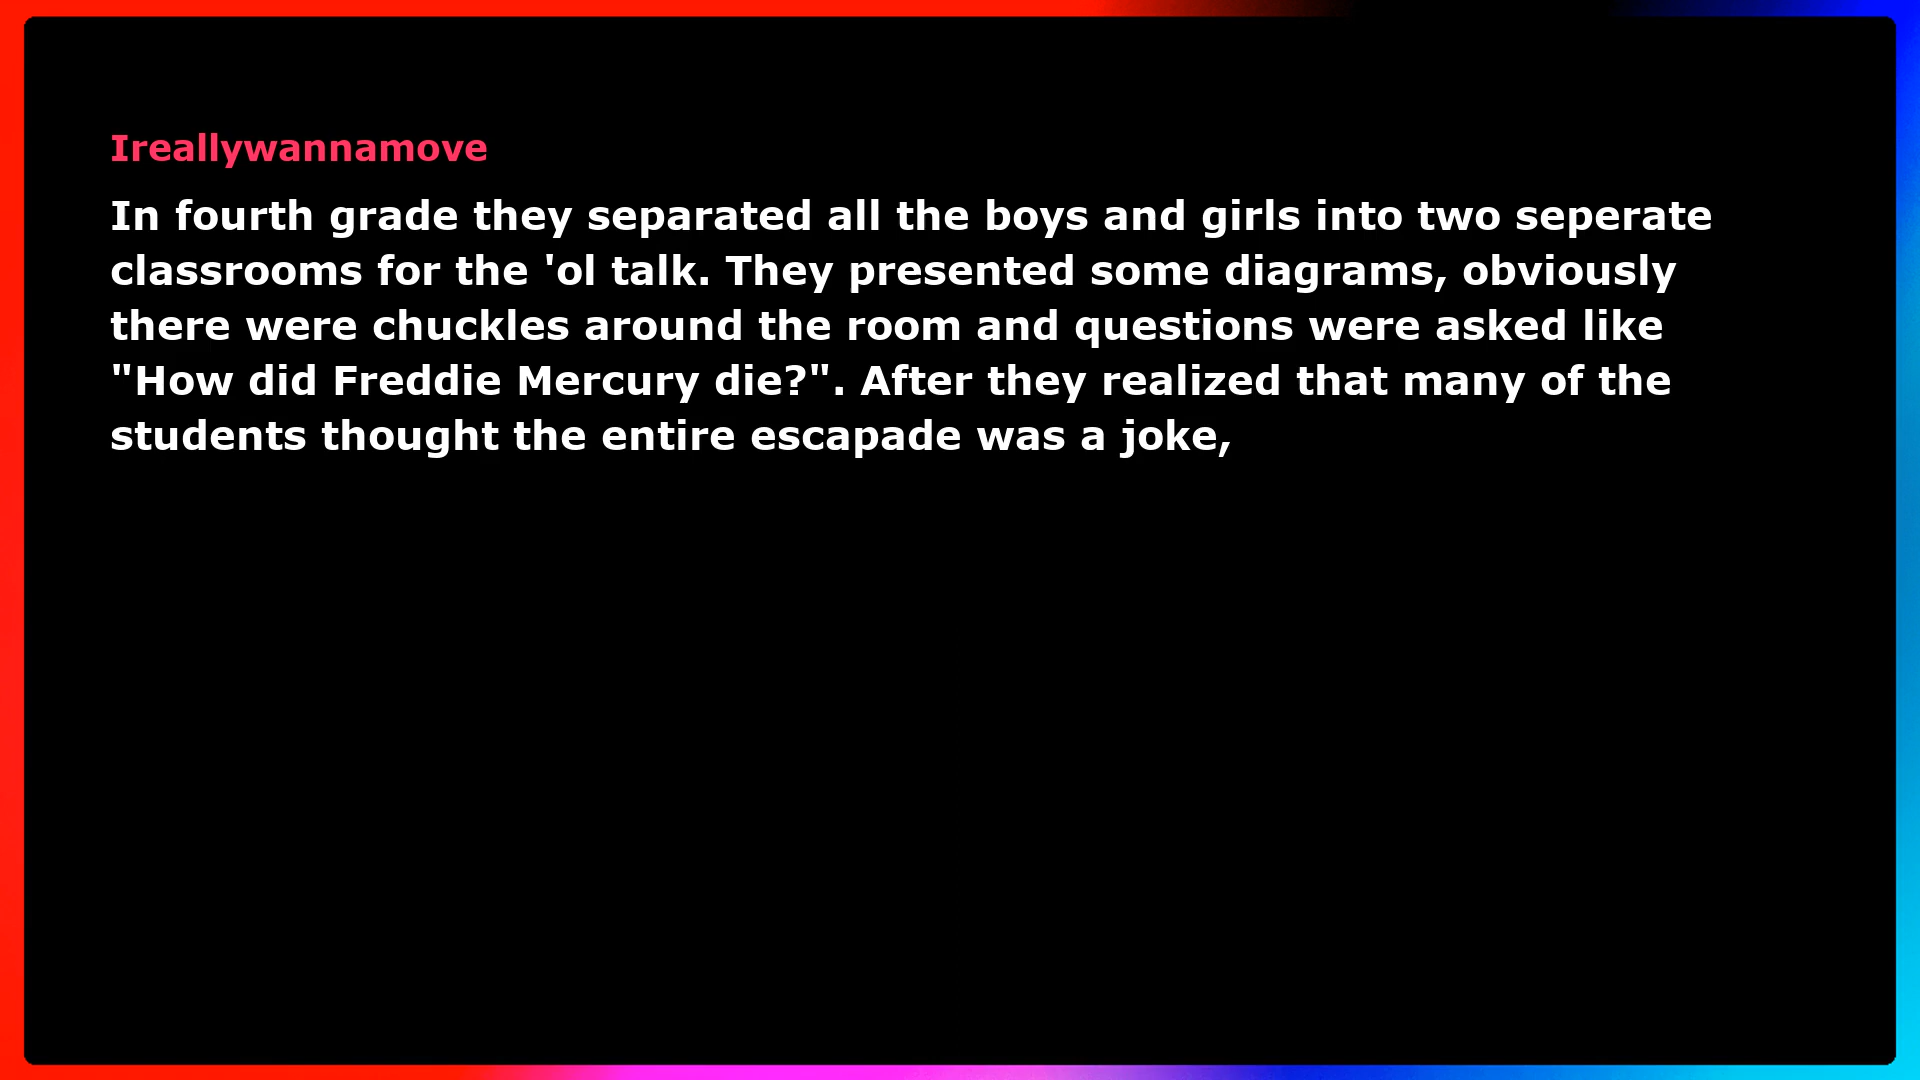 Ireallywannamove
In fourth grade they separated all the boys and girls into two seperate
classrooms for the 'ol talk. They presented some diagrams, obviously
there were chuckles around the room and questions were asked like
"How did Freddie Mercury die?". After they realized that many of the
students thought the entire escapade was a joke,